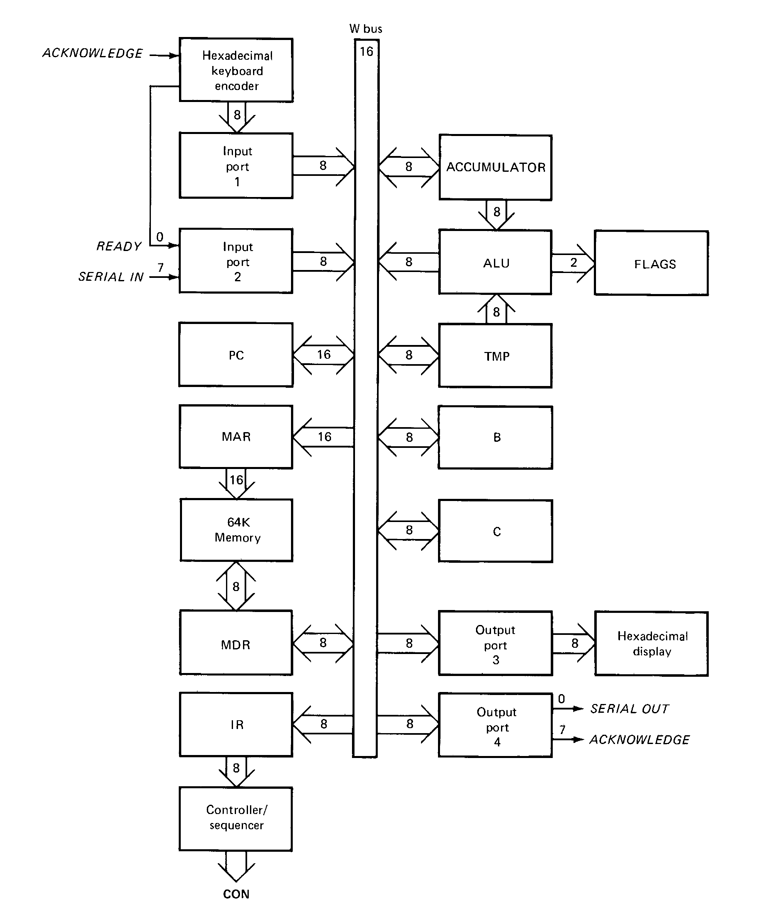 W bus
16
ACKNOWLEDGE
Hexadecimal
keyboard
encoder
8
Input
port
1
8
8
ACCUMULATOR
8
READY
0
SERIAL IN
7
Input
port
2
8
8
ALU
2
FLAGS
8
PC
16
8
TMP
MAR
16
8
B
16
64K
Memory
8
C
8
MDR
8
8
Output
port
3
8
Hexadecimal
display
IR
8
8
Output
port
4
0
SERIAL OUT
7
ACKNOWLEDGE
8
Controller/
sequencer
CON